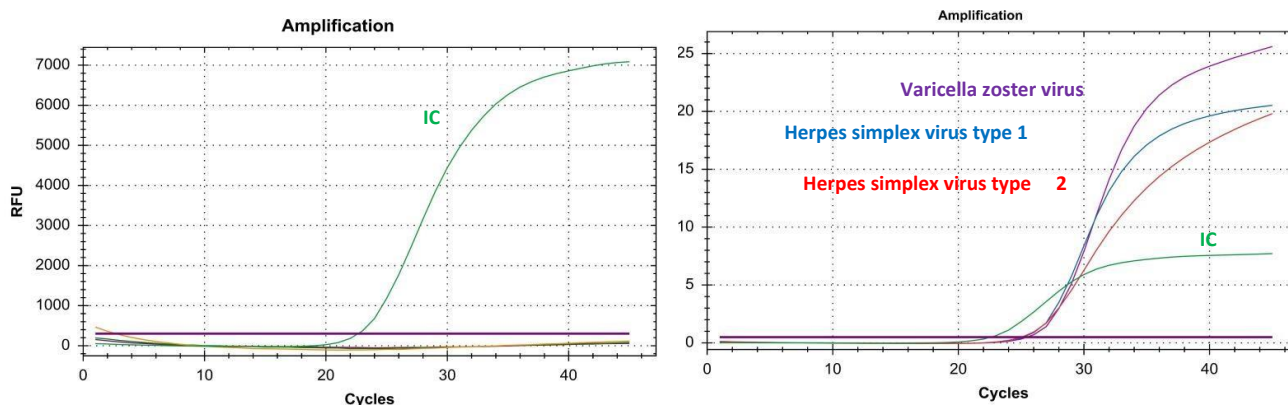 Amplification
RFU
7000
6000
5000
4000
3000
2000
1000
0
IC
0 10 20 30 40
Cycles
Amplification
25
20
15
10
5
0
Varicella zoster virus
Herpes simplex virus type 1
Herpes simplex virus type 2
IC
0 10 20 30 40
Cycles